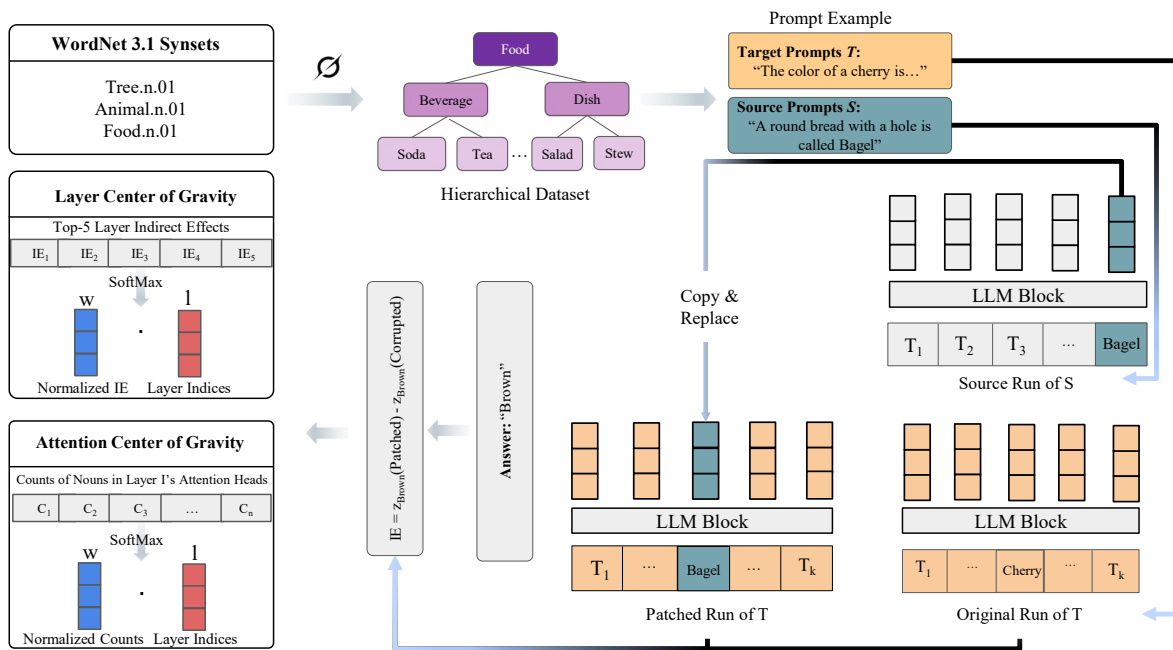 WordNet 3.1 Synsets
Tree.n.01
Animal.n.01
Food.n.01
Food
Beverage
Dish
Soda
Tea
...
Salad
Stew
Hierarchical Dataset
Prompt Example
Target Prompts T:
“The color of a cherry is…”
Source Prompts S:
“A round bread with a hole is
called Bagel”
Layer Center of Gravity
Top-5 Layer Indirect Effects
IE1 IE2 IE3 IE4 IE5
SoftMax
w · l
Normalized IE Layer Indices
Attention Center of Gravity
Counts of Nouns in Layer I's Attention Heads
C1 C2 C3 … Cn
SoftMax
w · l
Normalized Counts Layer Indices
IE = zBrown(Patched) - zBrown(Corrupted)
Answer: “Brown”
Copy &
Replace
LLM Block
T1 T2 T3 ... Bagel
Source Run of S
LLM Block
T1 ... Bagel ... Tk
Patched Run of T
LLM Block
T1 ... Cherry ... Tk
Original Run of T